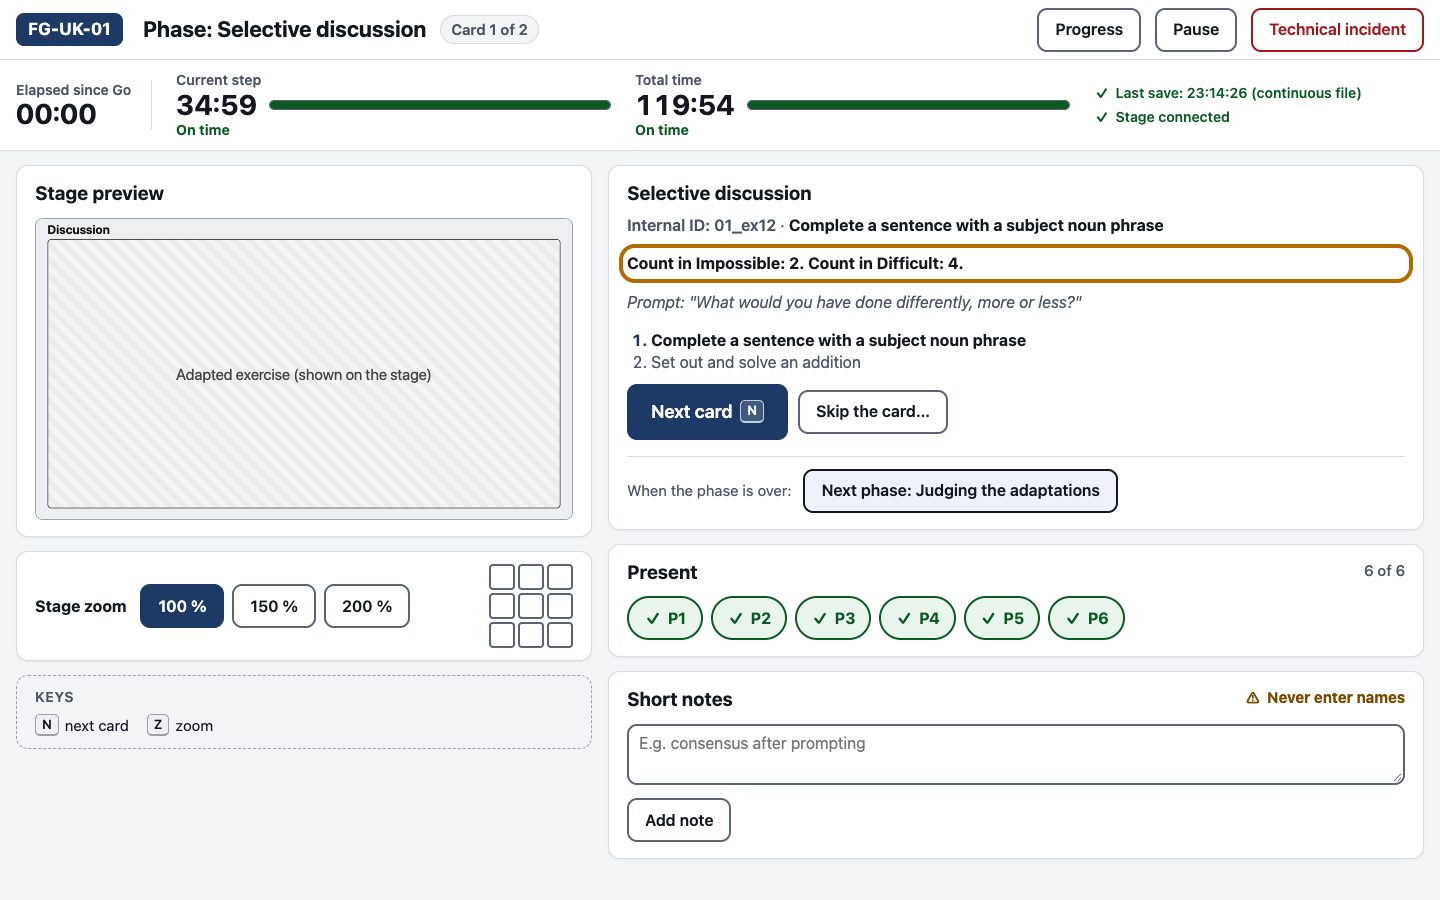 FG-UK-01
Phase: Selective discussion
Card 1 of 2
Progress
Pause
Technical incident
Elapsed since Go
00:00
Current step
34:59
On time
Total time
119:54
On time
✓ Last save: 23:14:26 (continuous file)
✓ Stage connected
Stage preview
Discussion
Adapted exercise (shown on the stage)
Stage zoom
100 %
150 %
200 %
KEYS
N next card
Z zoom
Selective discussion
Internal ID: 01_ex12 · Complete a sentence with a subject noun phrase
Count in Impossible: 2. Count in Difficult: 4.
Prompt: "What would you have done differently, more or less?"
1. Complete a sentence with a subject noun phrase
2. Set out and solve an addition
Next card N
Skip the card...
When the phase is over:
Next phase: Judging the adaptations
Present
6 of 6
✓ P1
✓ P2
✓ P3
✓ P4
✓ P5
✓ P6
Short notes
⚠ Never enter names
E.g. consensus after prompting
Add note